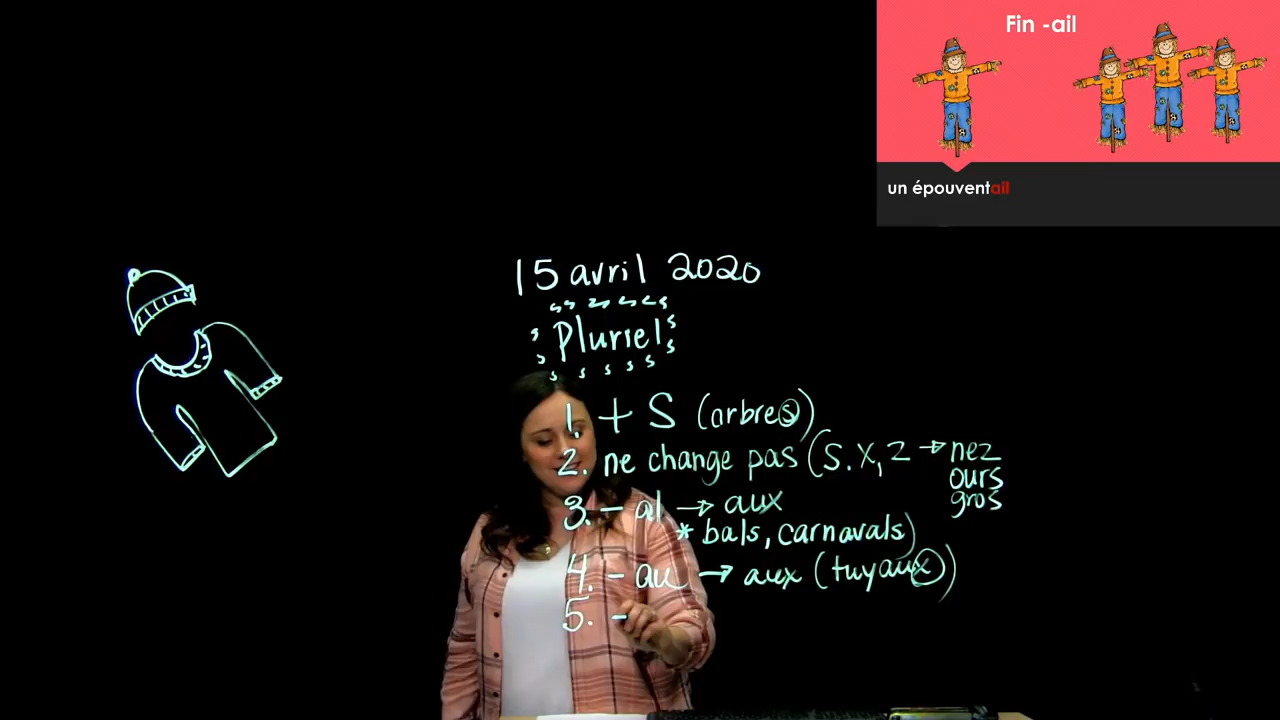 Fin -ail
un épouventail
15 avril 2020
Pluriel
1. + S (arbres)
2. ne change pas (S. X, Z → nez
ours
gros
3. - al → aux
* bals, carnavals)
4. - au → aux (tuyaux))
5. -